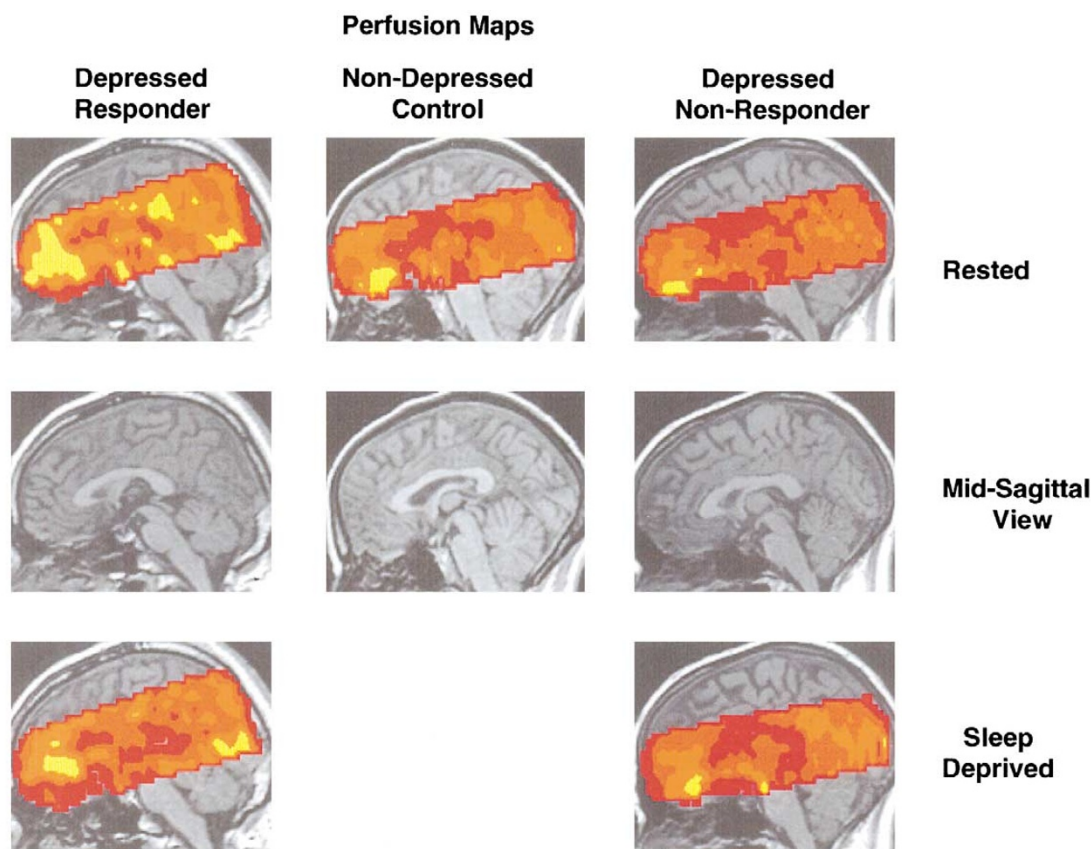 Perfusion Maps
Depressed
Responder
Non-Depressed
Control
Depressed
Non-Responder
Rested
Mid-Sagittal
View
Sleep
Deprived